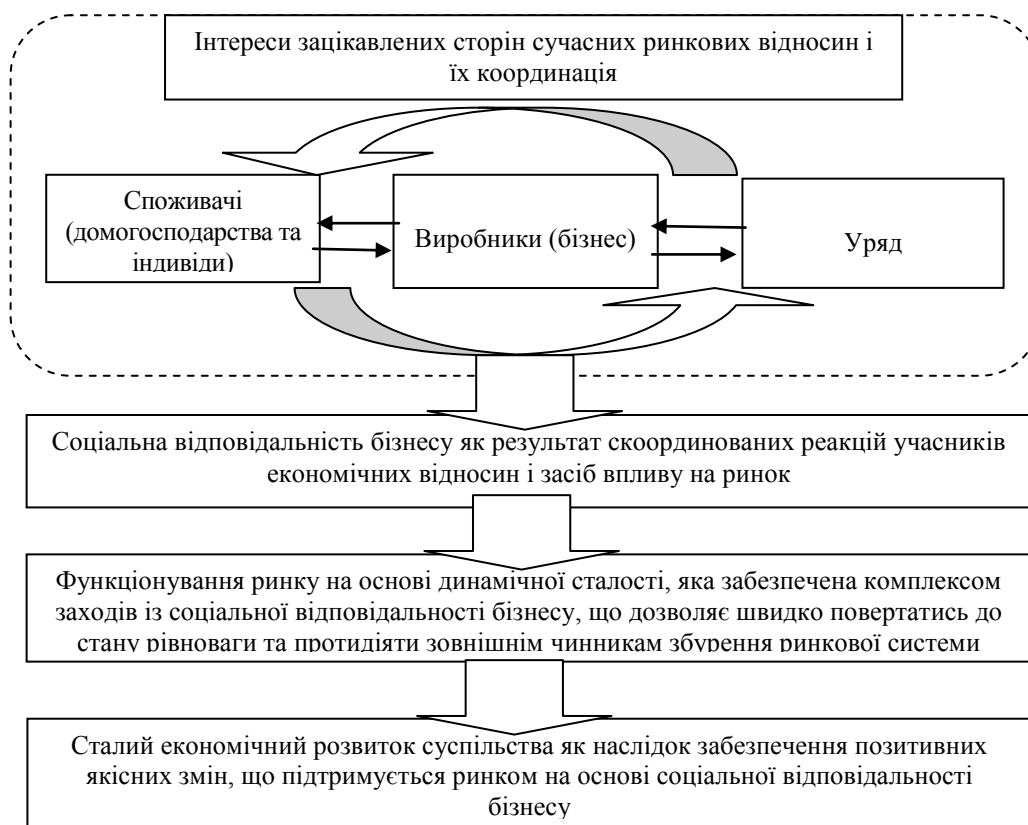 Інтереси зацікавлених сторін сучасних ринкових відносин і
їх координація
Споживачі
(домогосподарства та
індивіди)
Виробники (бізнес)
Уряд
Соціальна відповідальність бізнесу як результат скоординованих реакцій учасників
економічних відносин і засіб впливу на ринок
Функціонування ринку на основі динамічної сталості, яка забезпечена комплексом
заходів із соціальної відповідальності бізнесу, що дозволяє швидко повертатись до
стану рівноваги та протидіяти зовнішнім чинникам збурення ринкової системи
Сталий економічний розвиток суспільства як наслідок забезпечення позитивних
якісних змін, що підтримується ринком на основі соціальної відповідальності
бізнесу